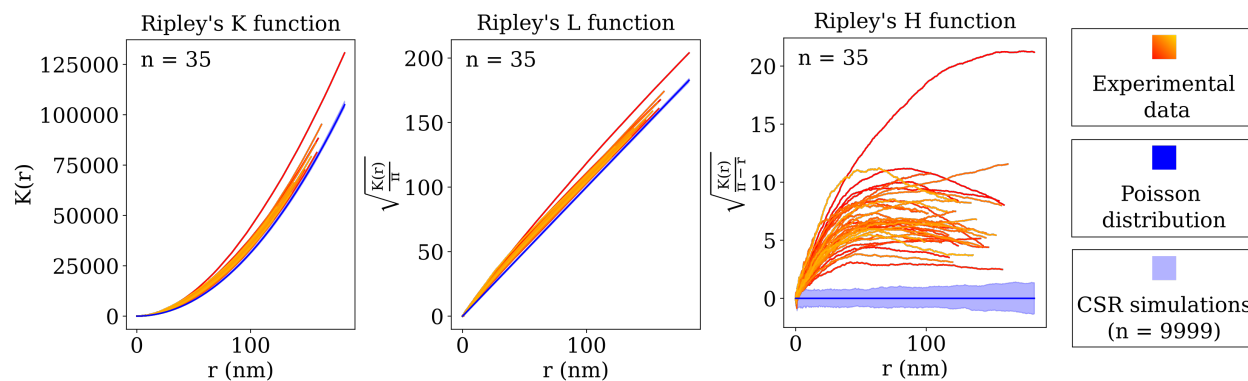 Ripley's K function
n = 35
K(r)
125000
100000
75000
50000
25000
0
0
100
r (nm)
Ripley's L function
n = 35
√K(r)/π
200
150
100
50
0
0
100
r (nm)
Ripley's H function
n = 35
√K(r)/π−r
20
15
10
5
0
0
100
r (nm)
Experimental
data
Poisson
distribution
CSR simulations
(n = 9999)